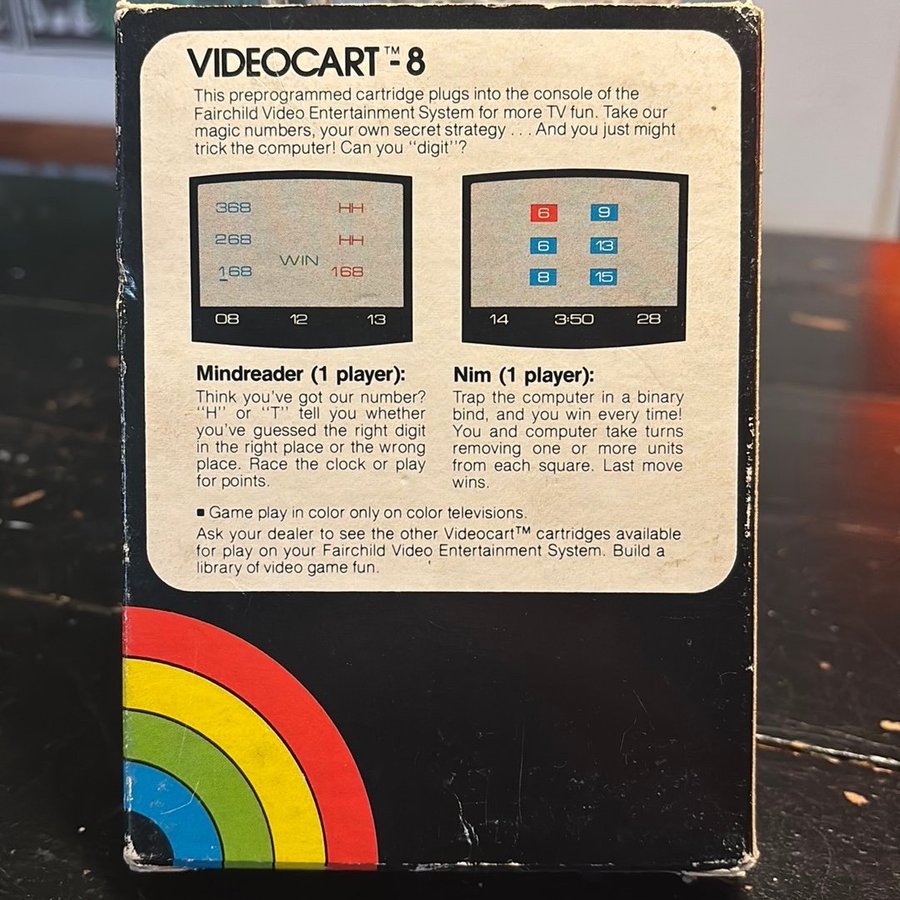 VIDEOCART™-8
This preprogrammed cartridge plugs into the console of the
Fairchild Video Entertainment System for more TV fun. Take our
magic numbers, your own secret strategy . . . And you just might
trick the computer! Can you "digit"?
368 HH
268 HH
WIN
168 168
08 12 13
6 9
6 13
8 15
14 3:50 28
Mindreader (1 player):
Think you've got our number?
"H" or "T" tell you whether
you've guessed the right digit
in the right place or the wrong
place. Race the clock or play
for points.
Nim (1 player):
Trap the computer in a binary
bind, and you win every time!
You and computer take turns
removing one or more units
from each square. Last move
wins.
■ Game play in color only on color televisions.
Ask your dealer to see the other Videocart™ cartridges available
for play on your Fairchild Video Entertainment System. Build a
library of video game fun.